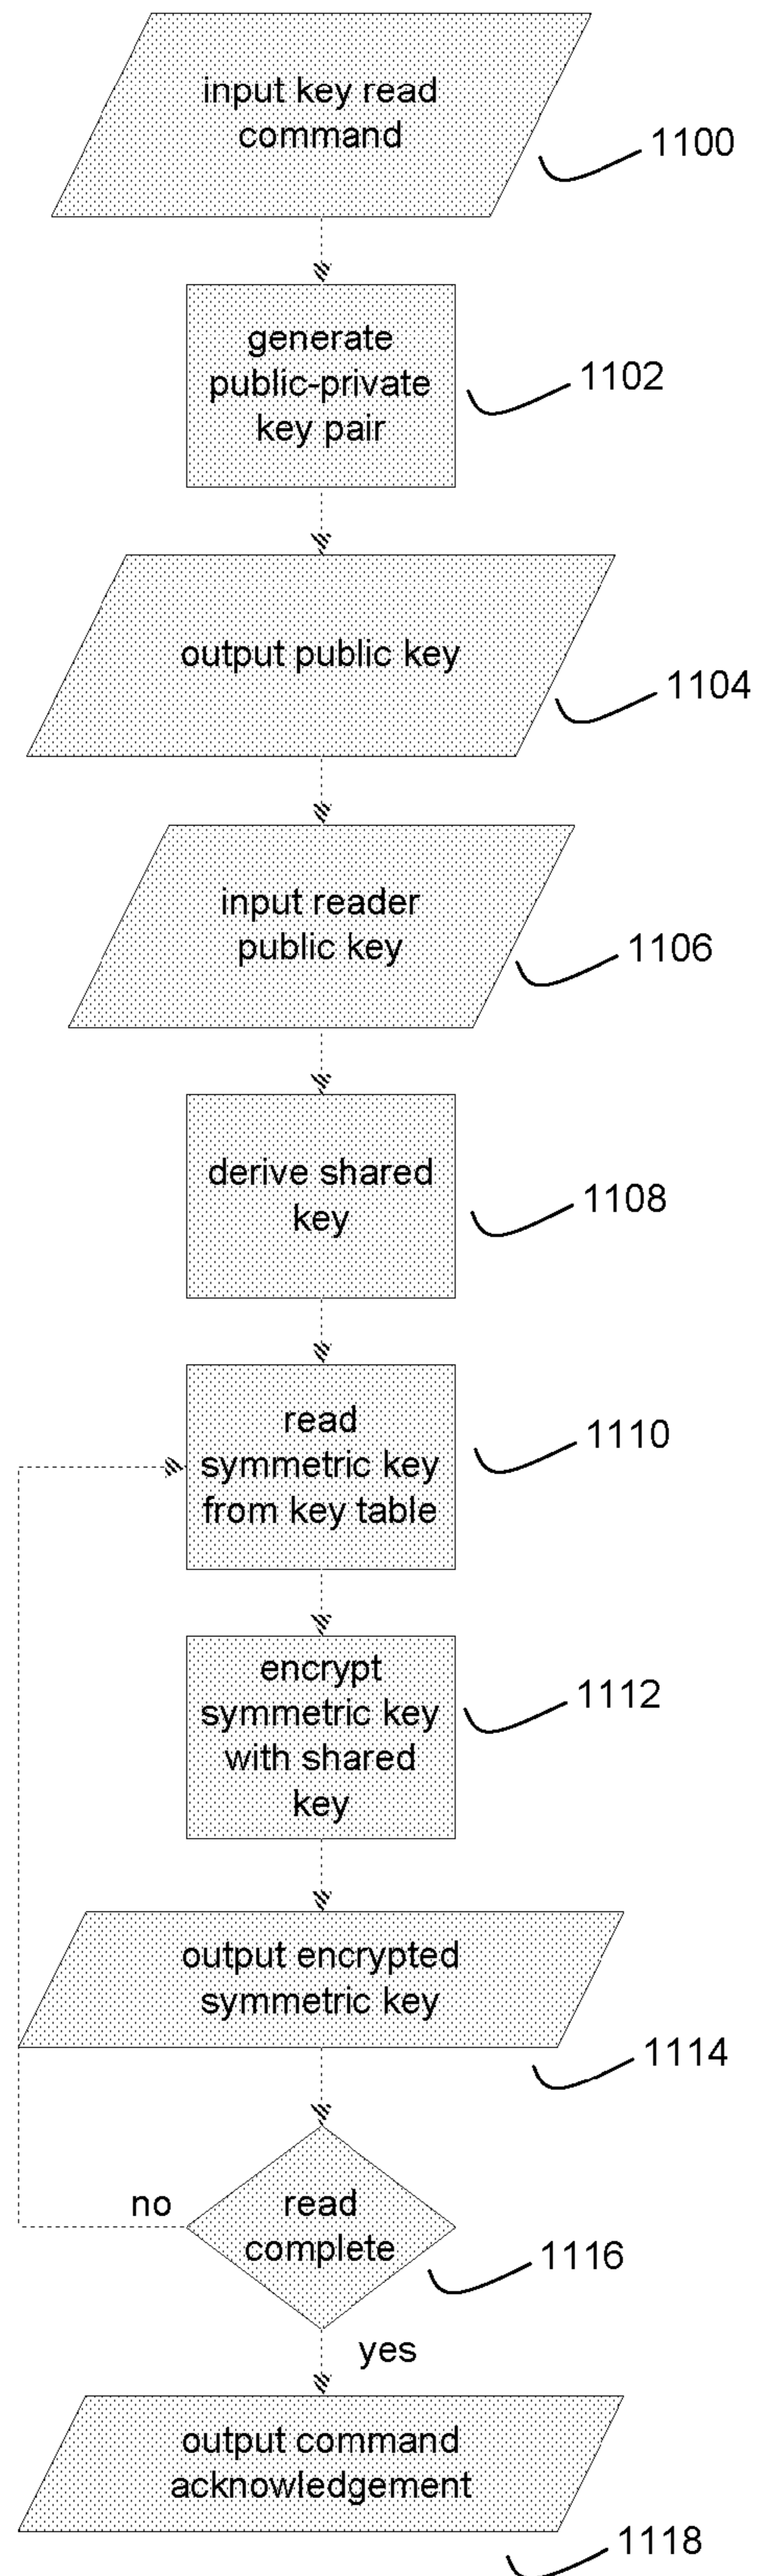 input key read
command
1100
generate
public-private
key pair
1102
output public key
1104
input reader
public key
1106
derive shared
key
1108
read
symmetric key
from key table
1110
encrypt
symmetric key
with shared
key
1112
output encrypted
symmetric key
1114
no
read
complete
1116
yes
output command
acknowledgement
1118